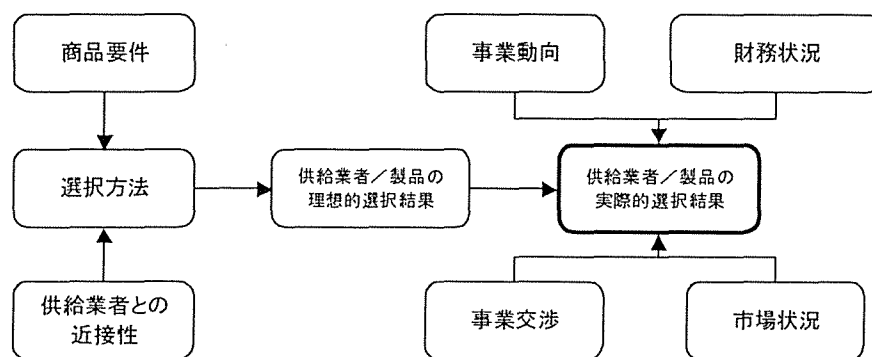 商品要件
事業動向
財務状況
選択方法
供給業者／製品の
理想的選択結果
供給業者／製品の
実際的選択結果
供給業者との
近接性
事業交渉
市場状況